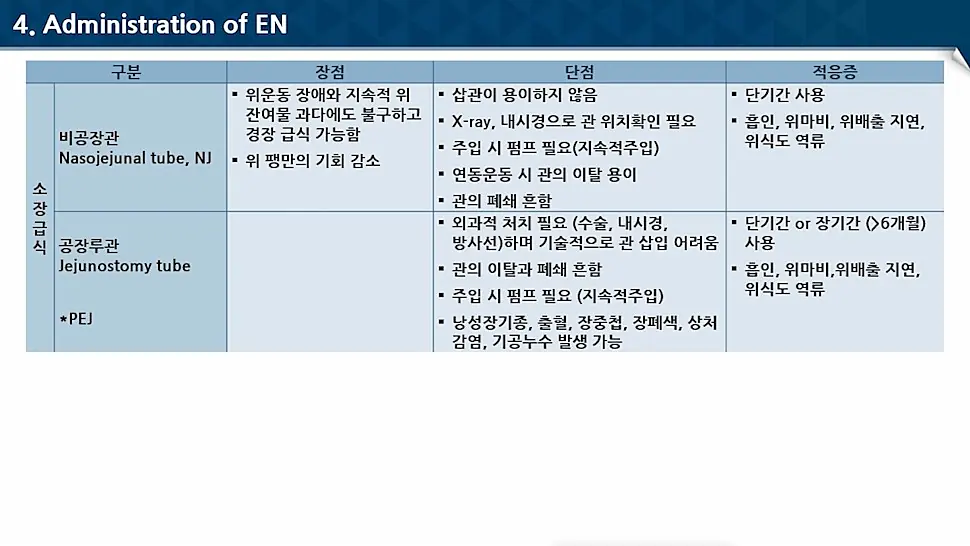 4. Administration of EN
구분 장점 단점 적응증
소장급식
비공장관
Nasojejunal tube, NJ
▪ 위운동 장애와 지속적 위
잔여물 과다에도 불구하고
경장 급식 가능함
▪ 위 팽만의 기회 감소
▪ 삽관이 용이하지 않음
▪ X-ray, 내시경으로 관 위치확인 필요
▪ 주입 시 펌프 필요(지속적주입)
▪ 연동운동 시 관의 이탈 용이
▪ 관의 폐쇄 흔함
▪ 단기간 사용
▪ 흡인, 위마비, 위배출 지연,
위식도 역류
공장루관
Jejunostomy tube
*PEJ
▪ 외과적 처치 필요 (수술, 내시경,
방사선)하며 기술적으로 관 삽입 어려움
▪ 관의 이탈과 폐쇄 흔함
▪ 주입 시 펌프 필요 (지속적주입)
▪ 낭성장기종, 출혈, 장중첩, 장폐색, 상처
감염, 기공누수 발생 가능
▪ 단기간 or 장기간 (>6개월)
사용
▪ 흡인, 위마비,위배출 지연,
위식도 역류